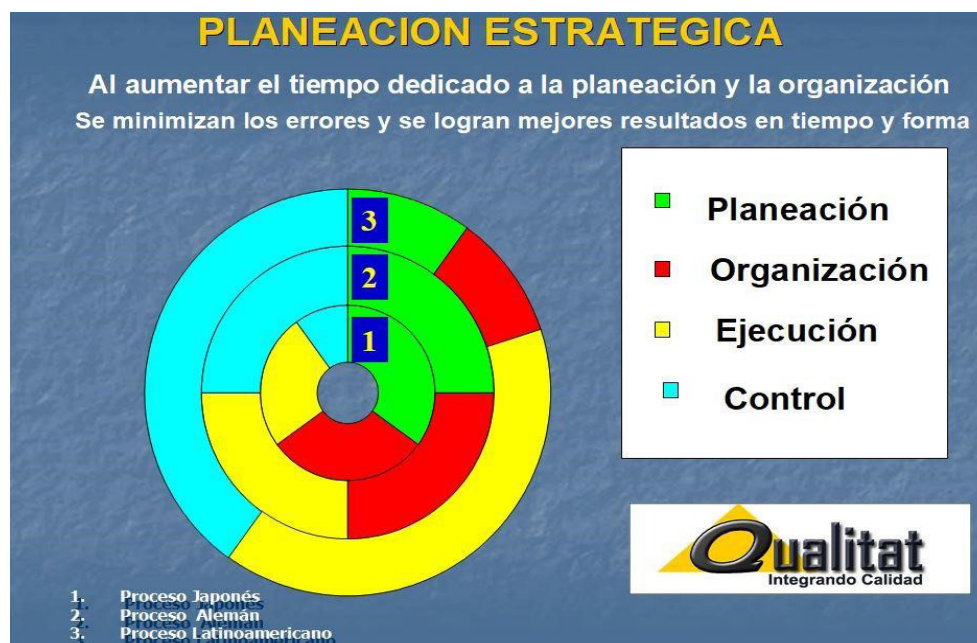 PLANEACION ESTRATEGICA
Al aumentar el tiempo dedicado a la planeación y la organización
Se minimizan los errores y se logran mejores resultados en tiempo y forma
3
2
1
Planeación
Organización
Ejecución
Control
Qualitat
Integrando Calidad
1. Proceso Japonés
2. Proceso Alemán
3. Proceso Latinoamericano